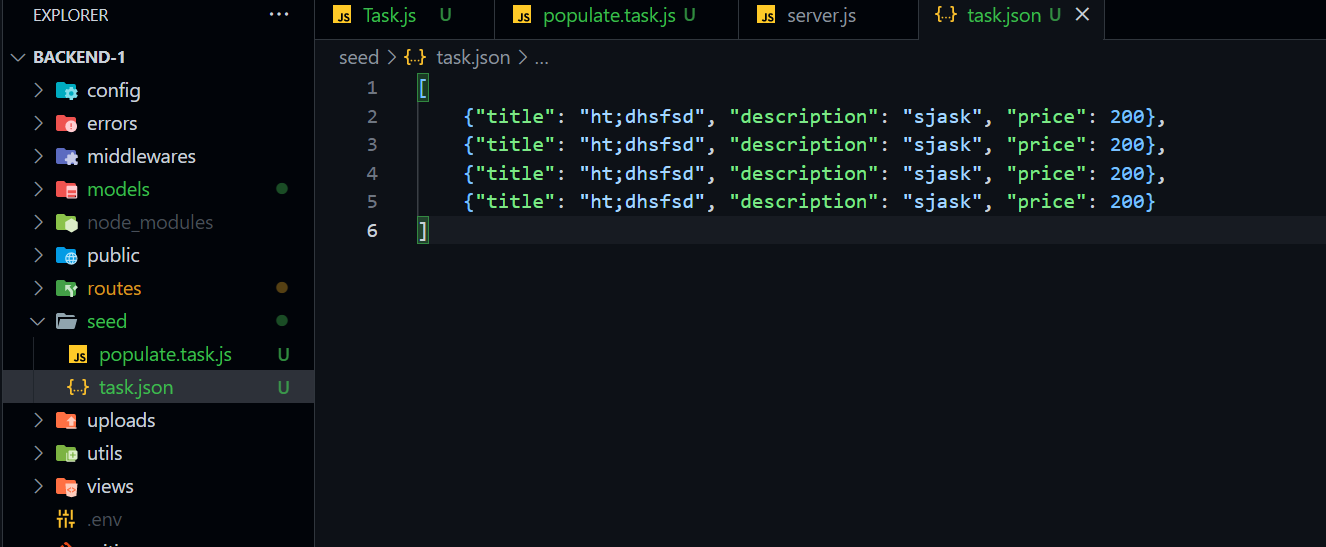 EXPLORER ...
BACKEND-1
config
errors
middlewares
models
node_modules
public
routes
seed
JS populate.task.js U
{...} task.json U
uploads
utils
views
.env
JS Task.js U
JS populate.task.js U
JS server.js
{...} task.json U
seed > {...} task.json > ...
1 [
2 {"title": "ht;dhsfsd", "description": "sjask", "price": 200},
3 {"title": "ht;dhsfsd", "description": "sjask", "price": 200},
4 {"title": "ht;dhsfsd", "description": "sjask", "price": 200},
5 {"title": "ht;dhsfsd", "description": "sjask", "price": 200}
6 ]